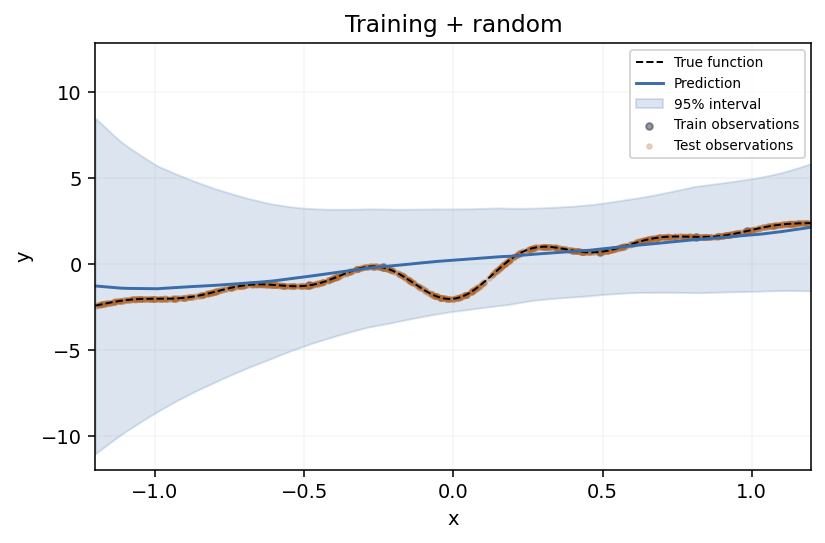 Training + random
True function
Prediction
95% interval
Train observations
Test observations
10
5
0
−5
−10
y
−1.0 −0.5 0.0 0.5 1.0
x